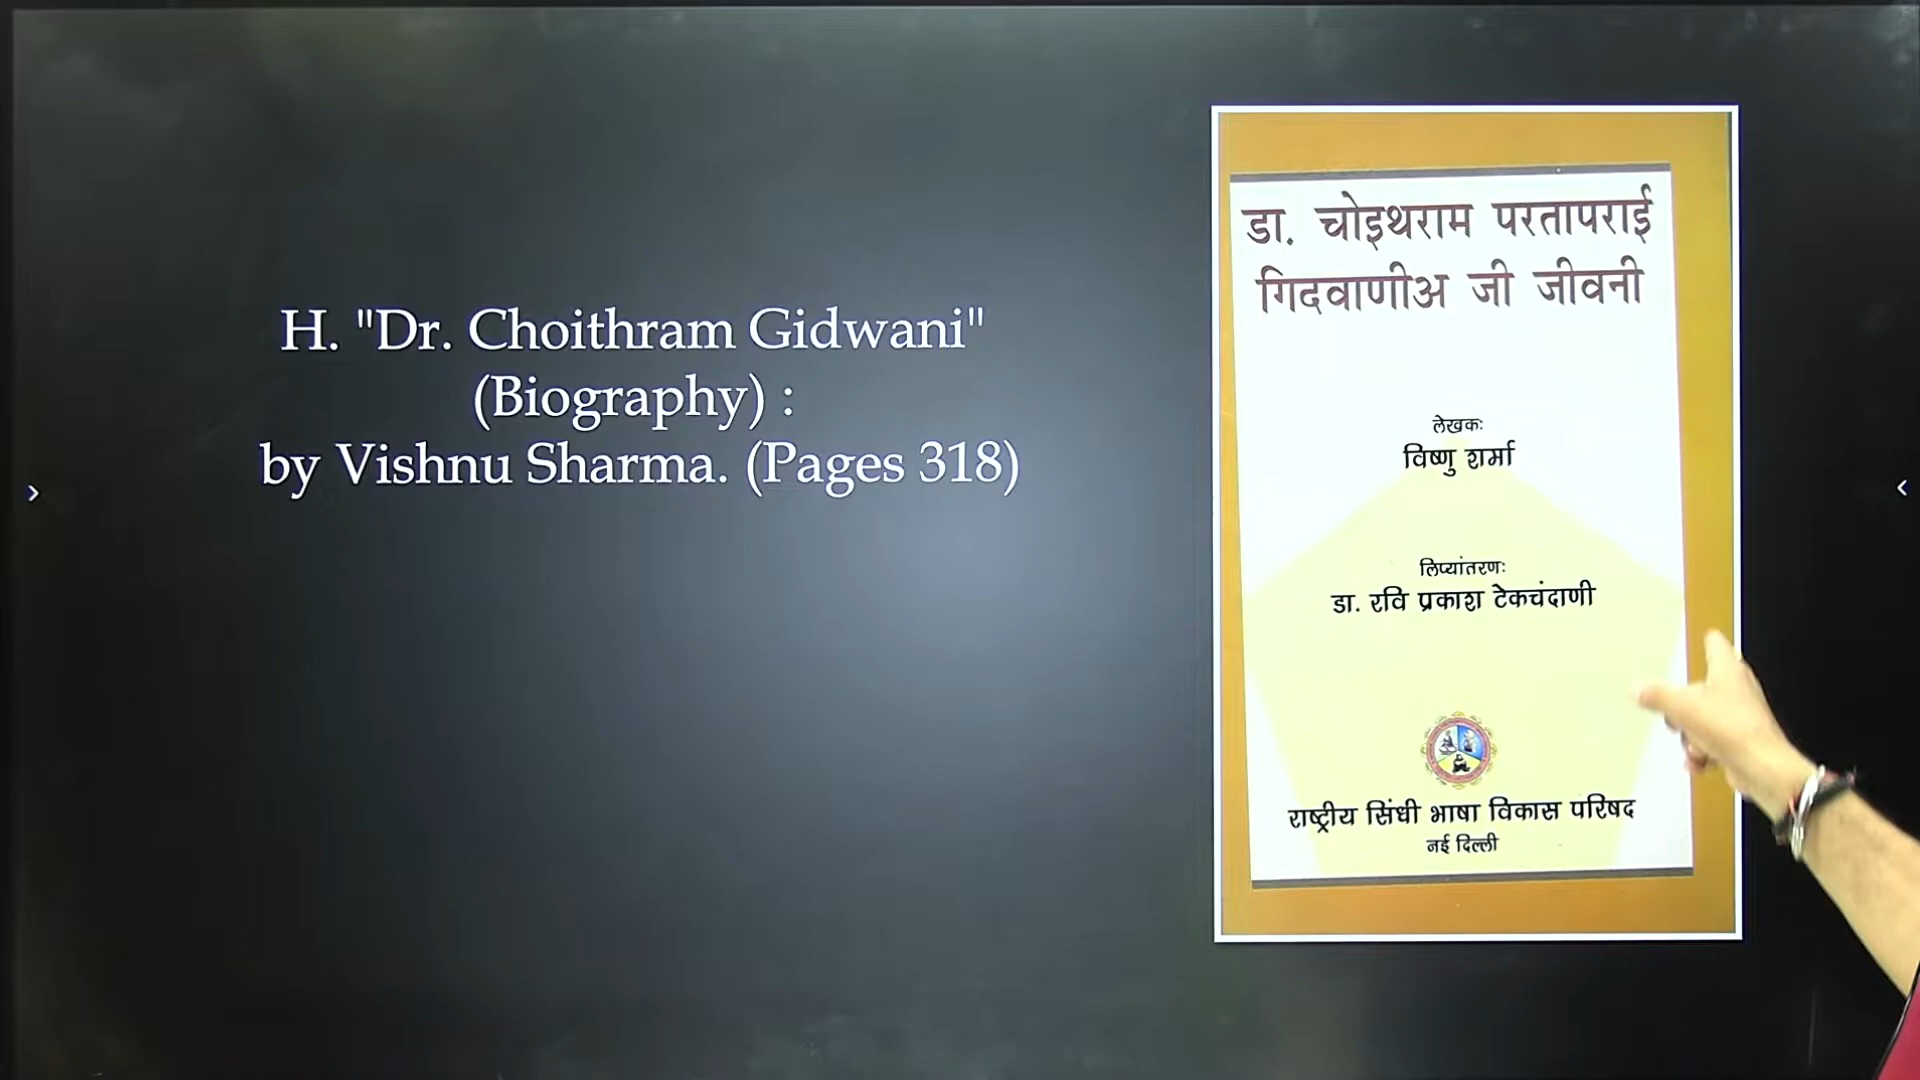 H. "Dr. Choithram Gidwani"
(Biography) :
by Vishnu Sharma. (Pages 318)
डा. चोइथराम परतापराई
गिदवाणीअ जी जीवनी
लेखकः
विष्णु शर्मा
लिप्यांतरणः
डा. रवि प्रकाश टेकचंदाणी
राष्ट्रीय सिंधी भाषा विकास परिषद
नई दिल्ली